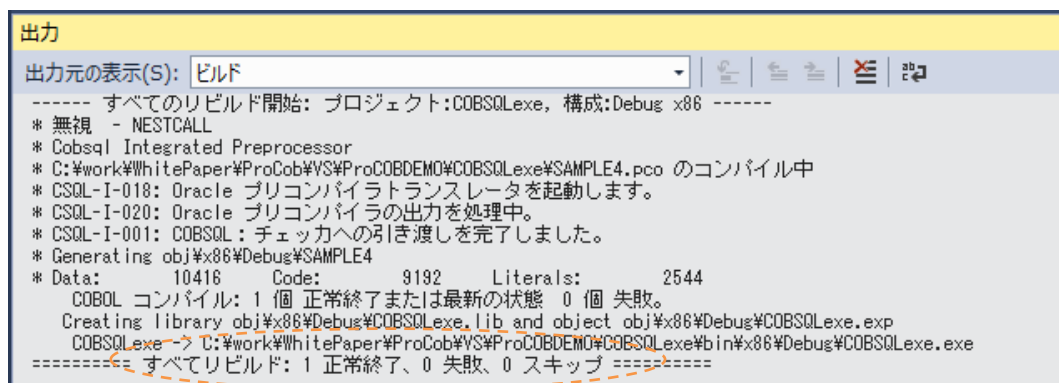 出力
出力元の表示(S): ビルド
------ すべてのリビルド開始: プロジェクト:COBSQLexe, 構成:Debug x86 ------
* 無視 - NESTCALL
* Cobsql Integrated Preprocessor
* C:¥work¥WhitePaper¥ProCob¥VS¥ProCOBDEMO¥COBSQLexe¥SAMPLE4.pco のコンパイル中
* CSQL-I-018: Oracle プリコンパイラトランスレータを起動します。
* CSQL-I-020: Oracle プリコンパイラの出力を処理中。
* CSQL-I-001: COBSQL: チェッカへの引き渡しを完了しました。
* Generating obj¥x86¥Debug¥SAMPLE4
* Data: 10416 Code: 9192 Literals: 2544
COBOL コンパイル: 1 個 正常終了または最新の状態 0 個 失敗。
Creating library obj¥x86¥Debug¥COBSQLexe.lib and object obj¥x86¥Debug¥COBSQLexe.exp
COBSQLexe -> C:¥work¥WhitePaper¥ProCob¥VS¥ProCOBDEMO¥COBSQLexe¥bin¥x86¥Debug¥COBSQLexe.exe
========== すべてリビルド: 1 正常終了、0 失敗、0 スキップ ==========